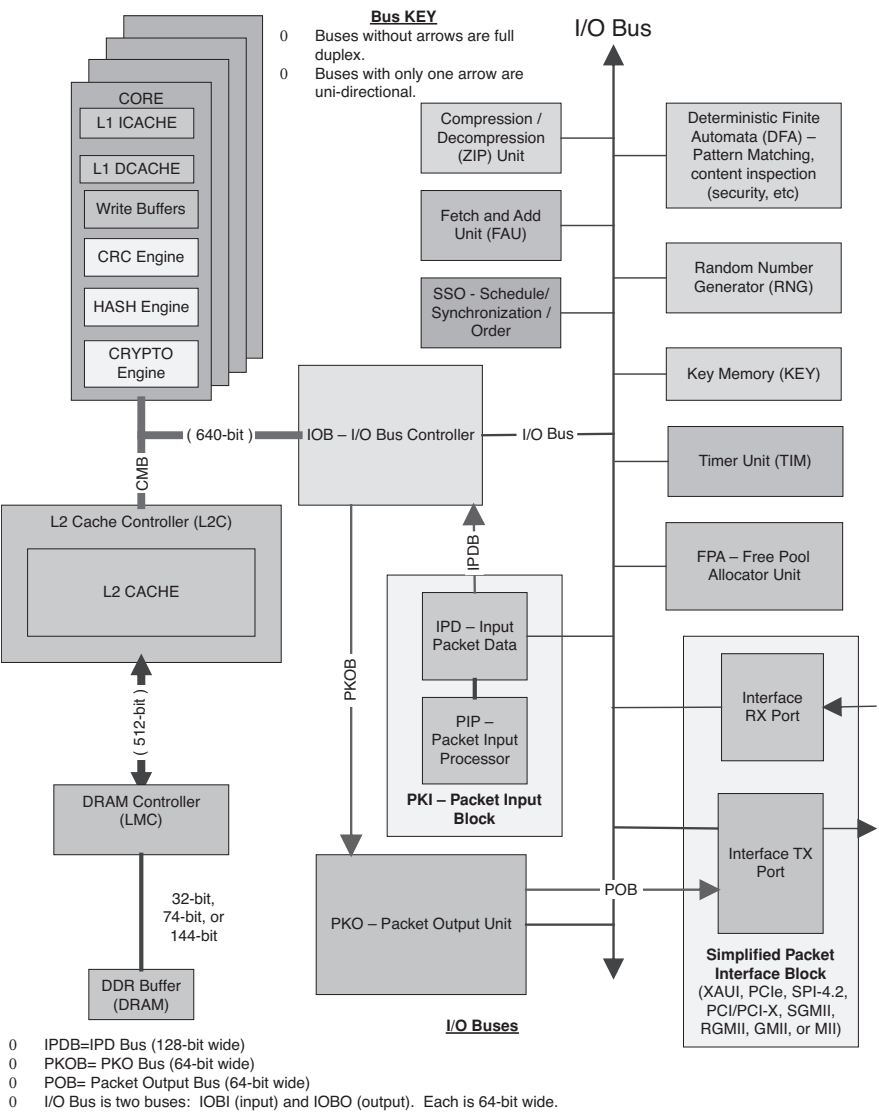 Bus KEY
0 Buses without arrows are full
duplex.
0 Buses with only one arrow are
uni-directional.
I/O Bus
CORE
L1 ICACHE
L1 DCACHE
Write Buffers
CRC Engine
HASH Engine
CRYPTO
Engine
Compression /
Decompression
(ZIP) Unit
Deterministic Finite
Automata (DFA) –
Pattern Matching,
content inspection
(security, etc)
Fetch and Add
Unit (FAU)
Random Number
Generator (RNG)
SSO - Schedule/
Synchronization /
Order
Key Memory (KEY)
( 640-bit )
IOB – I/O Bus Controller
I/O Bus
CMB
Timer Unit (TIM)
L2 Cache Controller (L2C)
L2 CACHE
IPDB
FPA – Free Pool
Allocator Unit
IPD – Input
Packet Data
PKOB
PIP –
Packet Input
Processor
PKI – Packet Input
Block
Interface
RX Port
( 512-bit )
DRAM Controller
(LMC)
Interface TX
Port
32-bit,
74-bit, or
144-bit
PKO – Packet Output Unit
POB
DDR Buffer
(DRAM)
Simplified Packet
Interface Block
(XAUI, PCIe, SPI-4.2,
PCI/PCI-X, SGMII,
RGMII, GMII, or MII)
I/O Buses
0 IPDB=IPD Bus (128-bit wide)
0 PKOB= PKO Bus (64-bit wide)
0 POB= Packet Output Bus (64-bit wide)
0 I/O Bus is two buses: IOBI (input) and IOBO (output). Each is 64-bit wide.